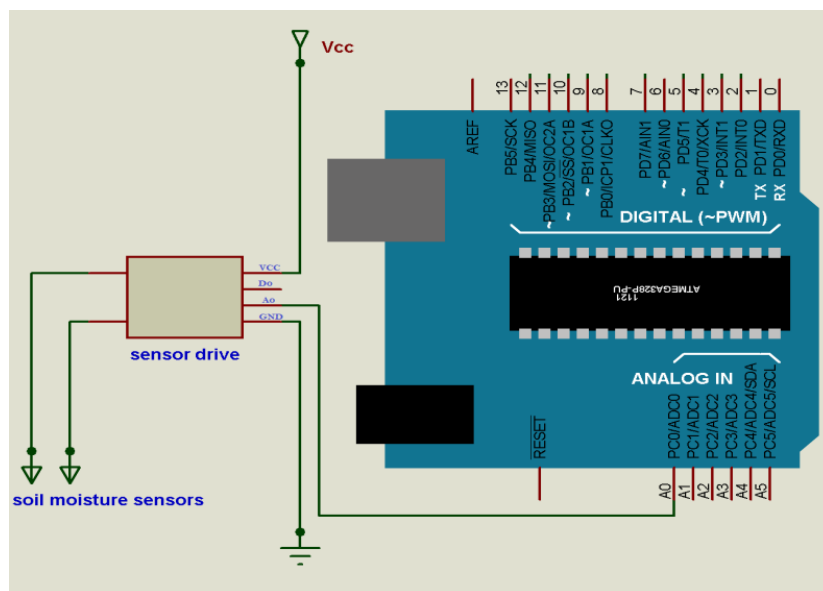 Vcc
AREF
13
12
11
10
9
8
7
6
5
4
3
2
1
0
PB5/SCK
PB4/MISO
~PB3/MOSI/OC2A
~ PB2/SS/OC1B
~ PB1/OC1A
PB0/ICP1/CLKO
PD7/AIN1
~ PD6/AIN0
~ PD5/T1
PD4/T0/XCK
~ PD3/INT1
PD2/INT0
TX PD1/TXD
RX PD0/RXD
DIGITAL (~PWM)
VCC
Do
Ao
GND
sensor drive
ATMEGA328P-PU
1121
ANALOG IN
RESET
PC0/ADC0
PC1/ADC1
PC2/ADC2
PC3/ADC3
PC4/ADC4/SDA
PC5/ADC5/SCL
A0
A1
A2
A3
A4
A5
soil moisture sensors